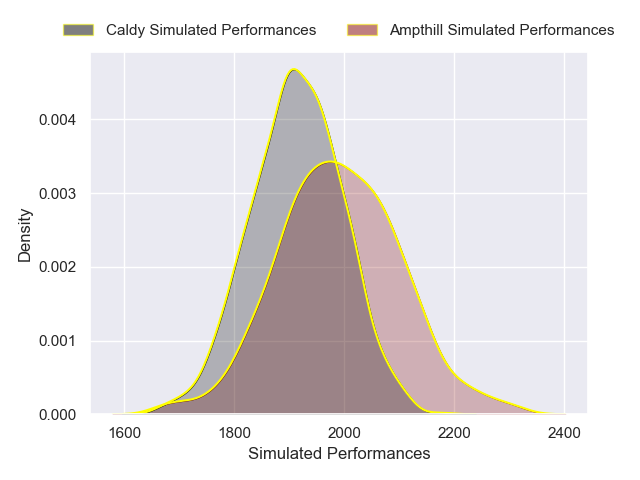 Caldy Simulated Performances Ampthill Simulated Performances
0.004
0.003
Density
0.002
0.001
0.000
1600 1800 2000 2200 2400
Simulated Performances